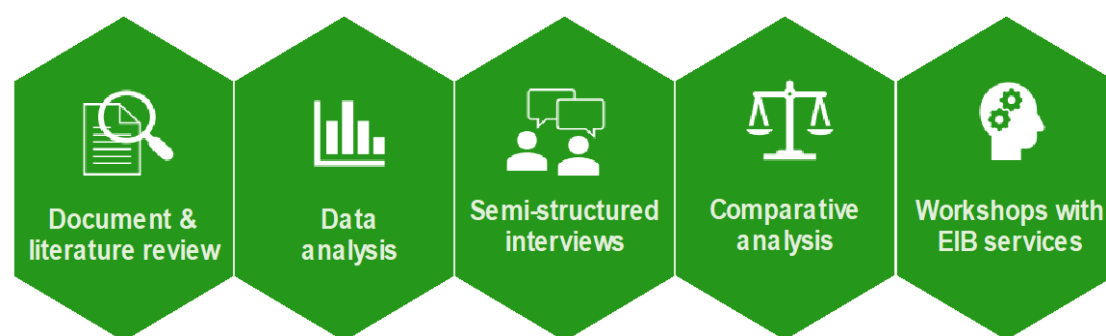 Document &
literature review
Data
analysis
Semi-structured
interviews
Comparative
analysis
Workshops with
EIB services